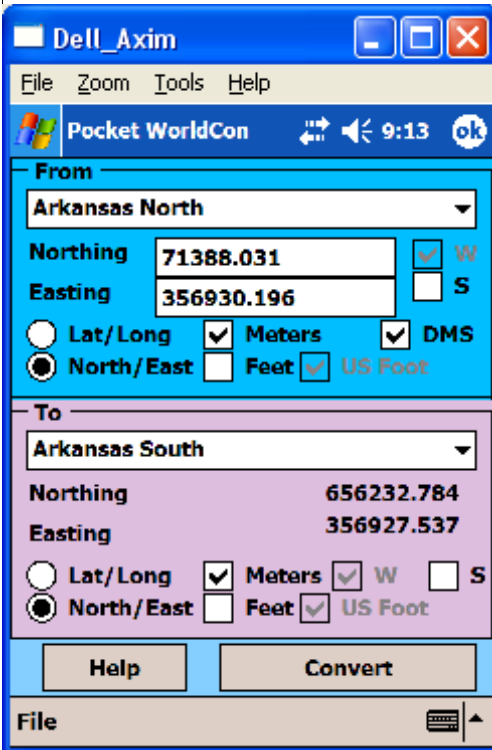 Dell_Axim
File Zoom Tools Help
Pocket WorldCon 9:13 ok
From
Arkansas North
Northing 71388.031 W
Easting 356930.196 S
Lat/Long Meters DMS
North/East Feet US Foot
To
Arkansas South
Northing 656232.784
Easting 356927.537
Lat/Long Meters W S
North/East Feet US Foot
Help Convert
File